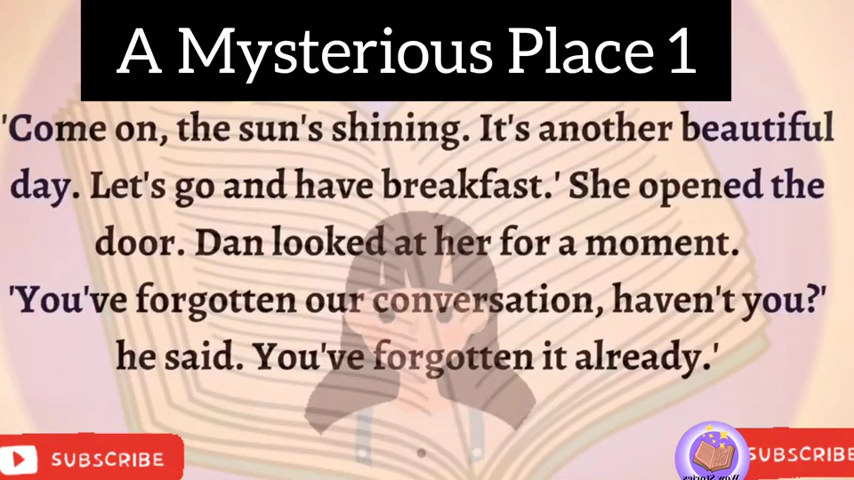 A Mysterious Place 1
'Come on, the sun's shining. It's another beautiful
day. Let's go and have breakfast.' She opened the
door. Dan looked at her for a moment.
'You've forgotten our conversation, haven't you?'
he said. You've forgotten it already.'
SUBSCRIBE
SUBSCRIBE